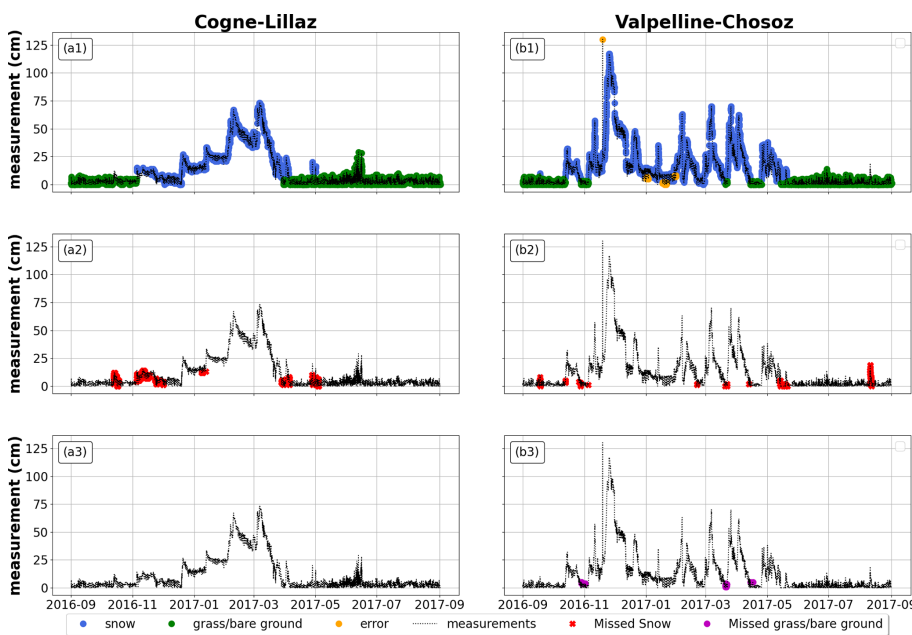 Cogne-Lillaz Valpelline-Chosoz
measurement (cm)
125
100
75
50
25
0
(a1)
(b1)
measurement (cm)
125
100
75
50
25
0
(a2)
(b2)
measurement (cm)
125
100
75
50
25
0
(a3)
(b3)
2016-09 2016-11 2017-01 2017-03 2017-05 2017-07 2017-09 2016-09 2016-11 2017-01 2017-03 2017-05 2017-07 2017-09
snow grass/bare ground error measurements Missed Snow Missed grass/bare ground